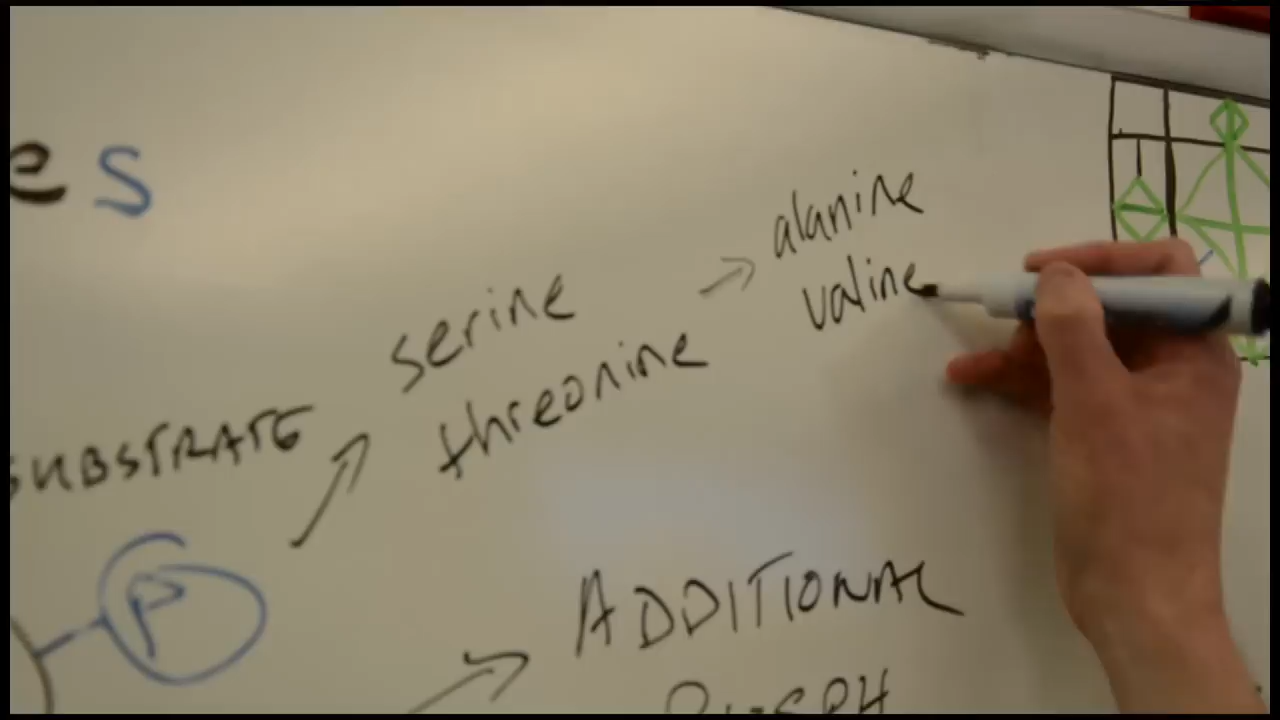 es
alanine
valine
serine
threonine
SUBSTRATE
P
ADDITIONAL